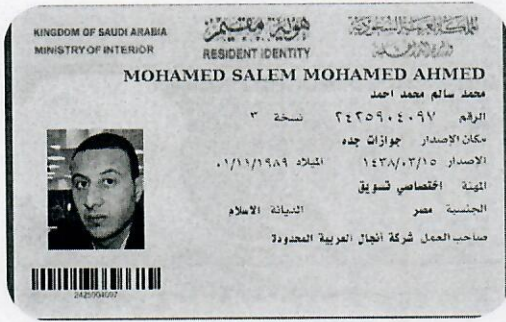 KINGDOM OF SAUDI ARABIA
MINISTRY OF INTERIOR
هوية مقيم
RESIDENT IDENTITY
المملكة العربية السعودية
وزارة الداخلية
MOHAMED SALEM MOHAMED AHMED
محمد سالم محمد احمد
الرقم ٢٤٢٥٩٠٤٠٩٧ نسخة ٣
مكان الإصدار جوازات جده
الإصدار ١٤٣٨/٠٣/١٥ الميلاد ٠١/١١/١٩٨٩
المهنة اختصاصي تسويق
الجنسية مصر الديانة الاسلام
صاحب العمل شركة أنجال العربية المحدودة
2425904097